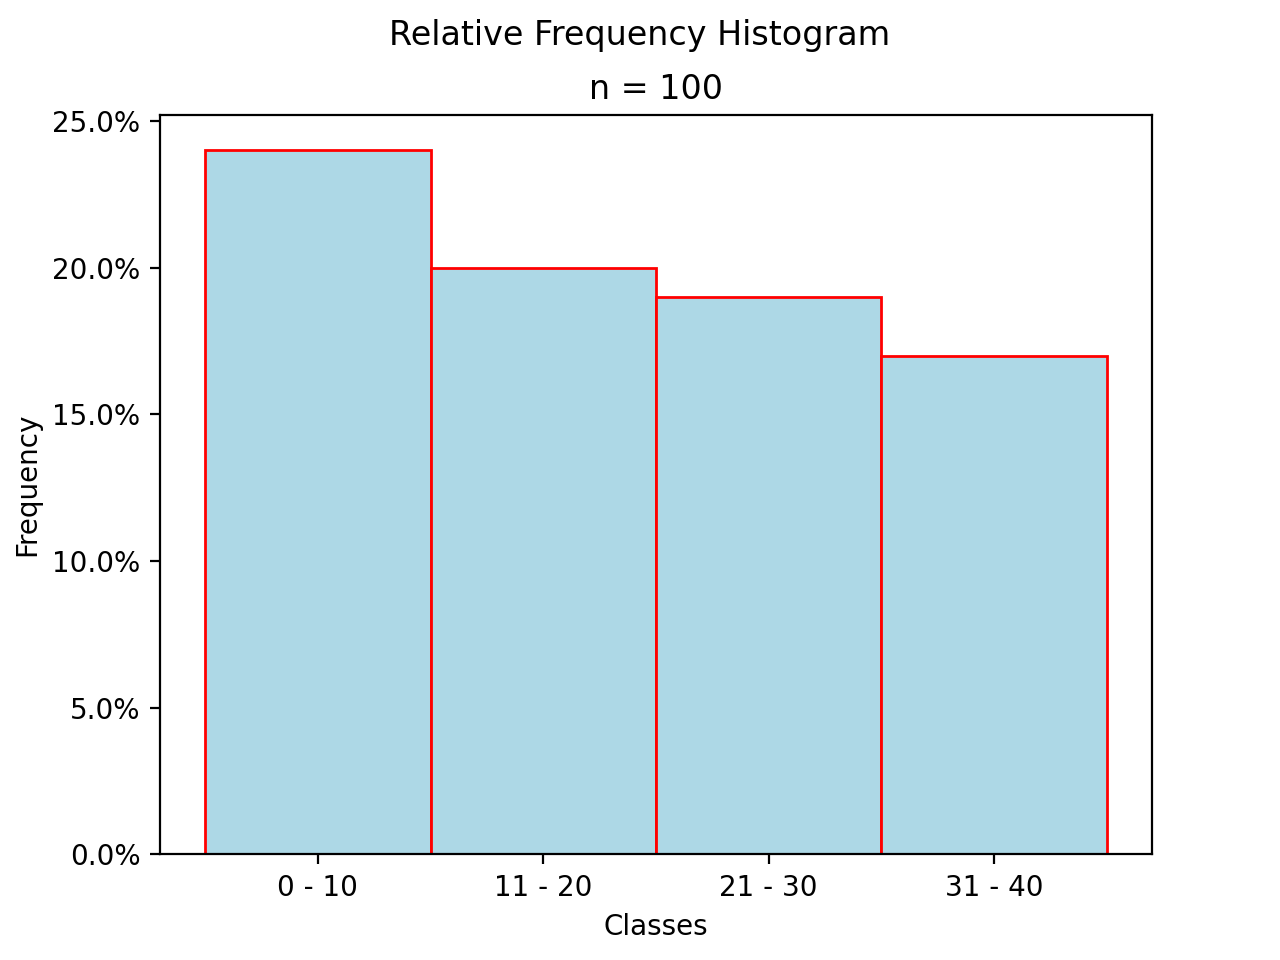 Relative Frequency Histogram
n = 100
25.0%
20.0%
15.0%
10.0%
5.0%
0.0%
Frequency
0 - 10
11 - 20
21 - 30
31 - 40
Classes